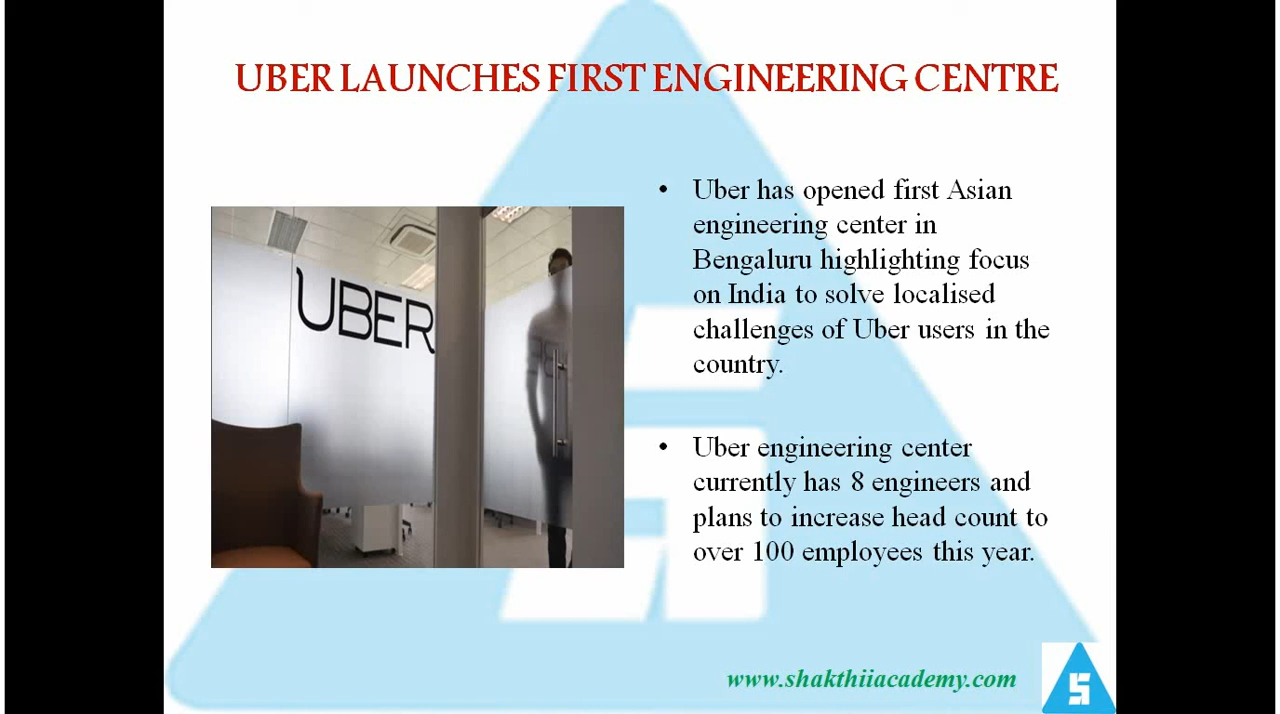 UBER LAUNCHES FIRST ENGINEERING CENTRE
• Uber has opened first Asian
engineering center in
Bengaluru highlighting focus
on India to solve localised
challenges of Uber users in the
country.
UBER
• Uber engineering center
currently has 8 engineers and
plans to increase head count to
over 100 employees this year.
www.shakthiiacademy.com